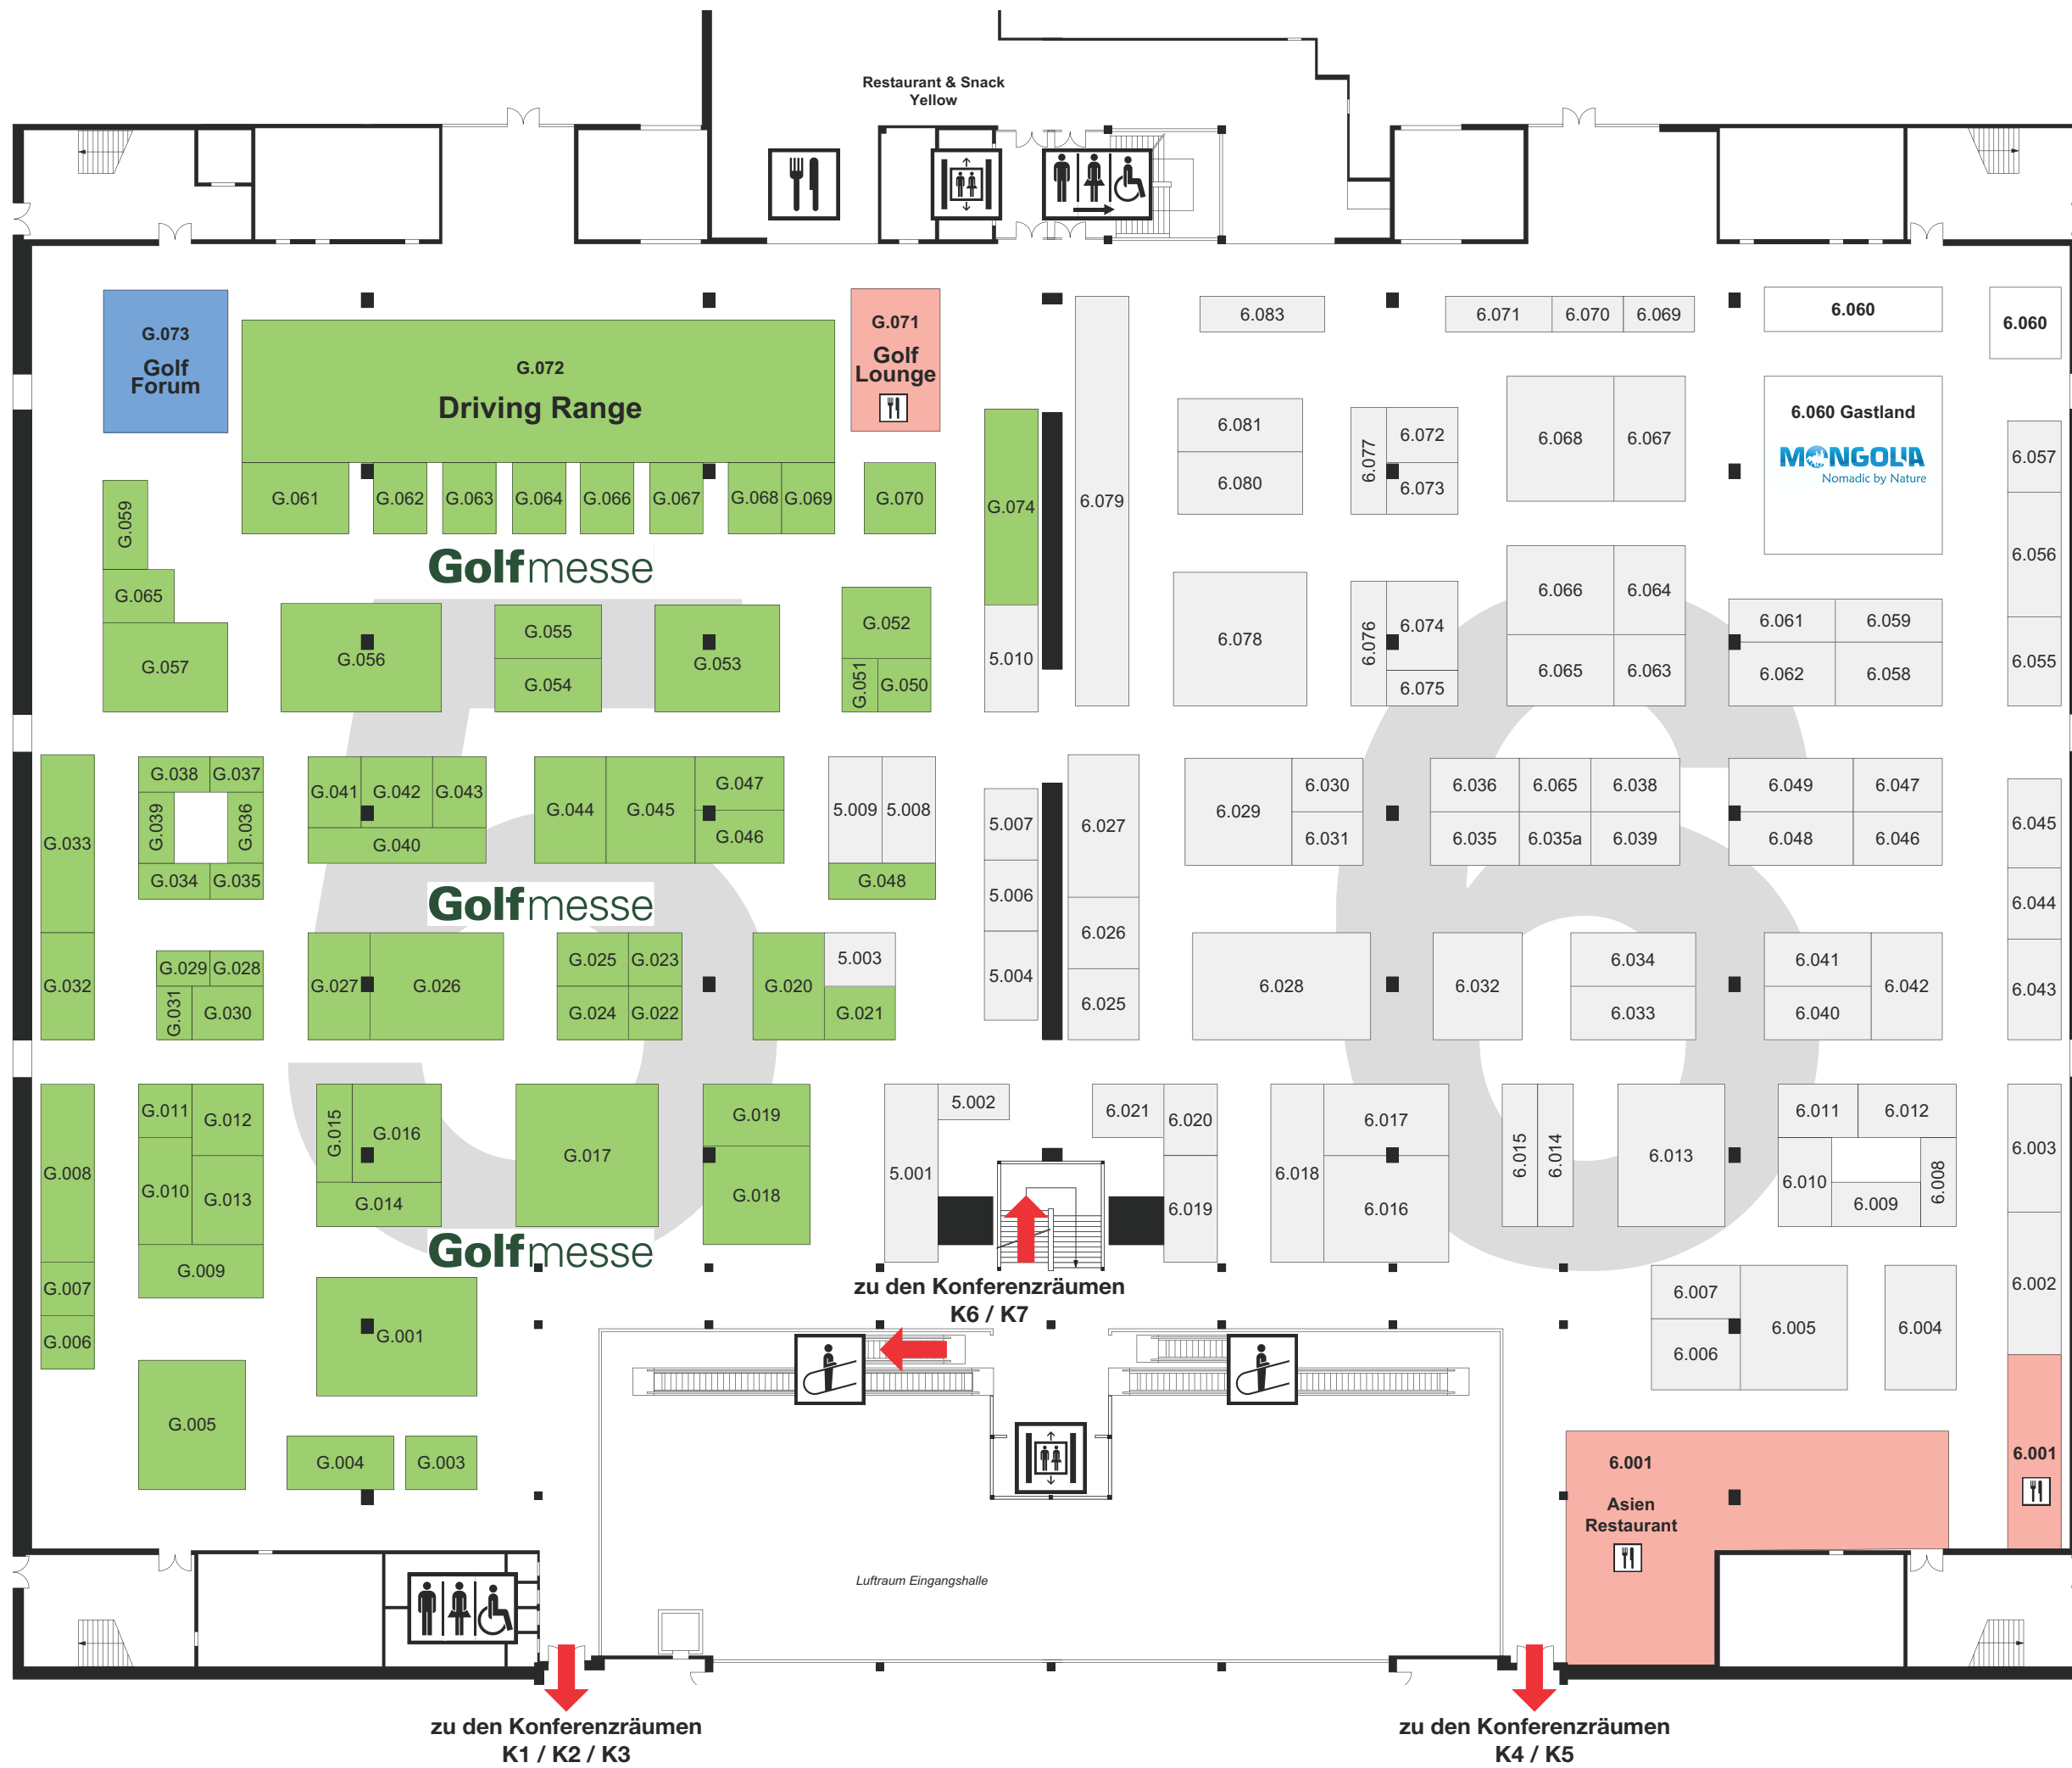 Restaurant & Snack
Yellow
G.073
Golf
Forum
G.072
Driving Range
G.071
Golf
Lounge
6.083
6.071
6.070
6.069
6.060
6.060
6.060 Gastland
MONGOLIA
Nomadic by Nature
6.081
6.080
6.077
6.072
6.073
6.068
6.067
6.057
6.056
6.055
G.059
G.061
G.062
G.063
G.064
G.066
G.067
G.068
G.069
G.070
G.074
6.079
Golfmesse
G.065
G.057
G.056
G.055
G.054
G.053
G.052
G.051
G.050
5.010
6.078
6.076
6.074
6.075
6.066
6.064
6.065
6.063
6.061
6.059
6.062
6.058
5
6
G.033
G.038
G.037
G.039
G.036
G.034
G.035
G.041
G.042
G.043
G.040
G.044
G.045
G.047
G.046
5.009
5.008
G.048
5.007
5.006
5.004
6.027
6.026
6.025
6.029
6.030
6.031
6.036
6.065
6.038
6.035
6.035a
6.039
6.049
6.047
6.048
6.046
6.045
6.044
6.043
Golfmesse
G.032
G.029
G.028
G.031
G.030
G.027
G.026
G.025
G.023
G.024
G.022
G.020
5.003
G.021
6.028
6.032
6.034
6.033
6.041
6.040
6.042
G.008
G.007
G.006
G.011
G.012
G.010
G.013
G.009
G.015
G.016
G.014
G.017
G.019
G.018
5.001
5.002
6.021
6.020
6.019
6.018
6.017
6.016
6.015
6.014
6.013
6.011
6.012
6.010
6.009
6.008
6.003
6.002
Golfmesse
zu den Konferenzräumen
K6 / K7
G.001
G.005
G.004
G.003
6.007
6.006
6.005
6.004
6.001
Asien
Restaurant
6.001
Luftraum Eingangshalle
zu den Konferenzräumen
K1 / K2 / K3
zu den Konferenzräumen
K4 / K5